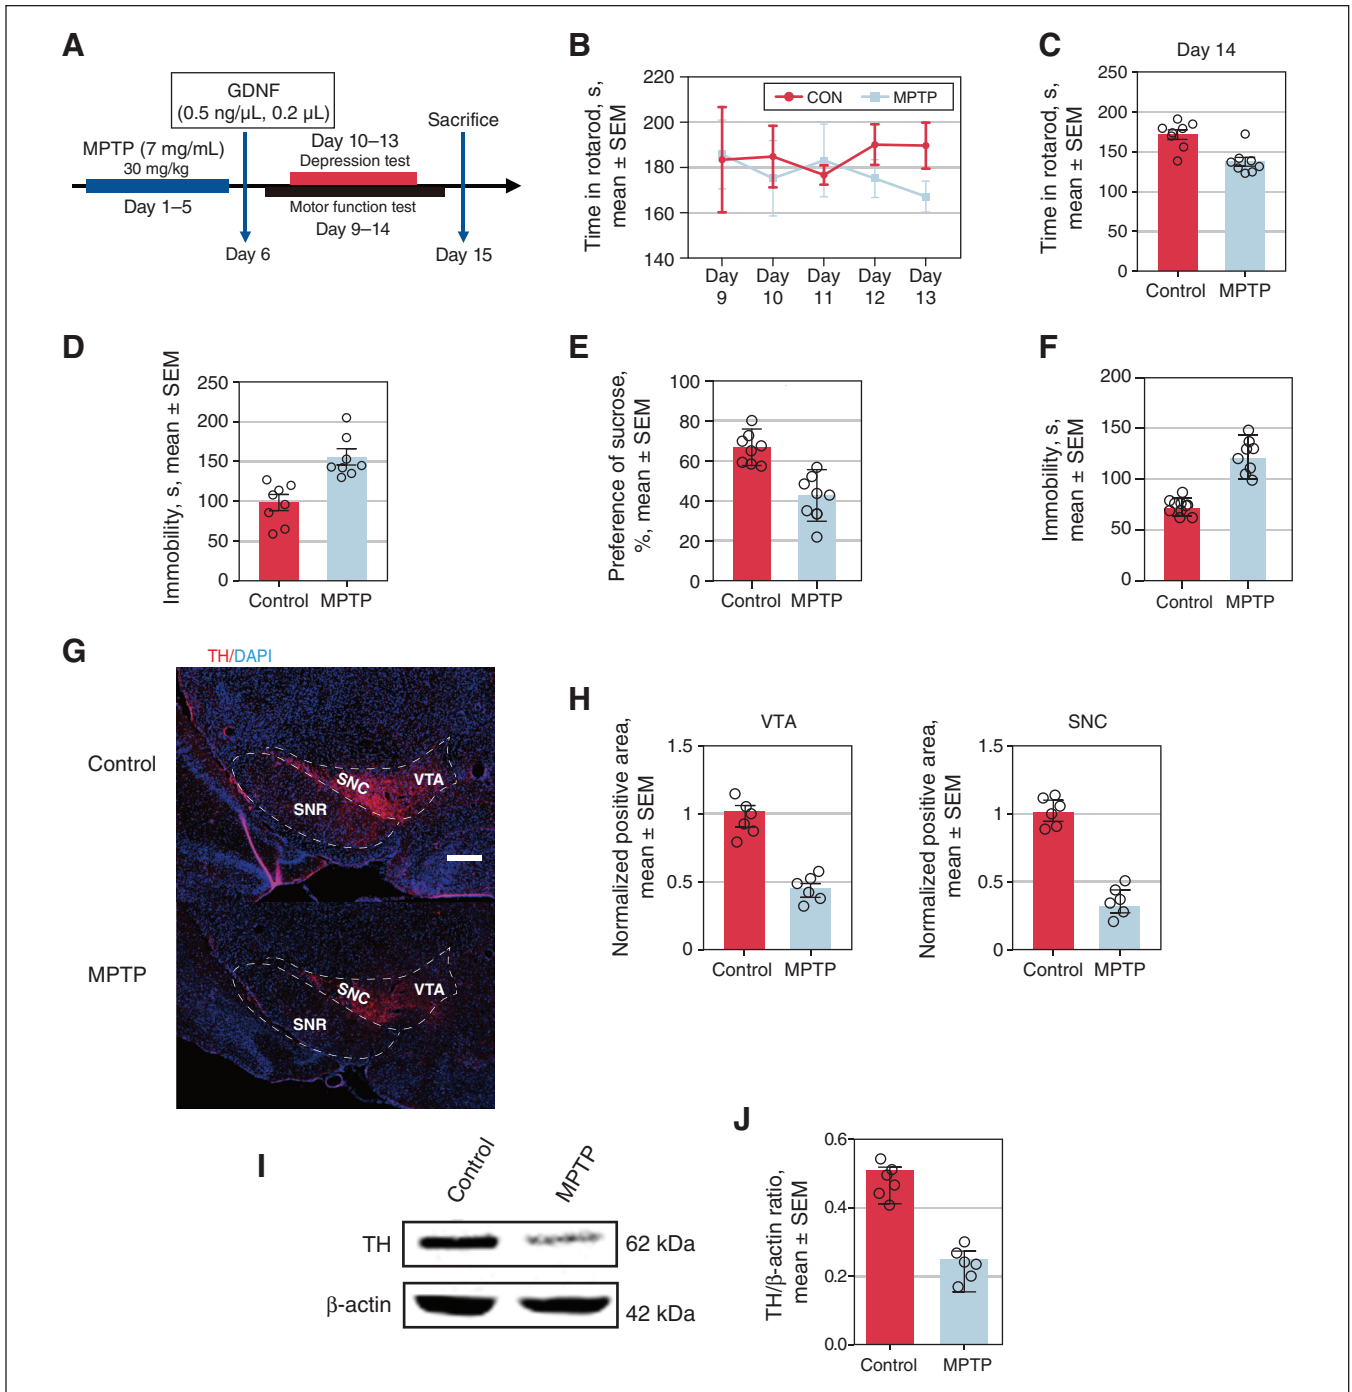 A
GDNF
(0.5 ng/µL, 0.2 µL)
MPTP (7 mg/mL)
30 mg/kg
Day 1–5
Day 10–13
Depression test
Motor function test
Day 9–14
Sacrifice
Day 6
Day 15
B
Time in rotarod, s,
mean ± SEM
220
200
180
160
140
CON
MPTP
Day
9
Day
10
Day
11
Day
12
Day
13
C
Day 14
Time in rotarod, s,
mean ± SEM
250
200
150
100
50
0
Control
MPTP
D
Immobility, s, mean ± SEM
250
200
150
100
50
0
Control
MPTP
E
Preference of sucrose,
%, mean ± SEM
100
80
60
40
20
0
Control
MPTP
F
Immobility, s,
mean ± SEM
200
150
100
50
0
Control
MPTP
G
TH/DAPI
Control
SNC
VTA
SNR
MPTP
SNC
VTA
SNR
H
VTA
Normalized positive area,
mean ± SEM
1.5
1
0.5
0
Control
MPTP
SNC
Normalized positive area,
mean ± SEM
1.5
1
0.5
0
Control
MPTP
I
Control
MPTP
TH
62 kDa
β-actin
42 kDa
J
TH/β-actin ratio,
mean ± SEM
0.6
0.4
0.2
0.0
Control
MPTP